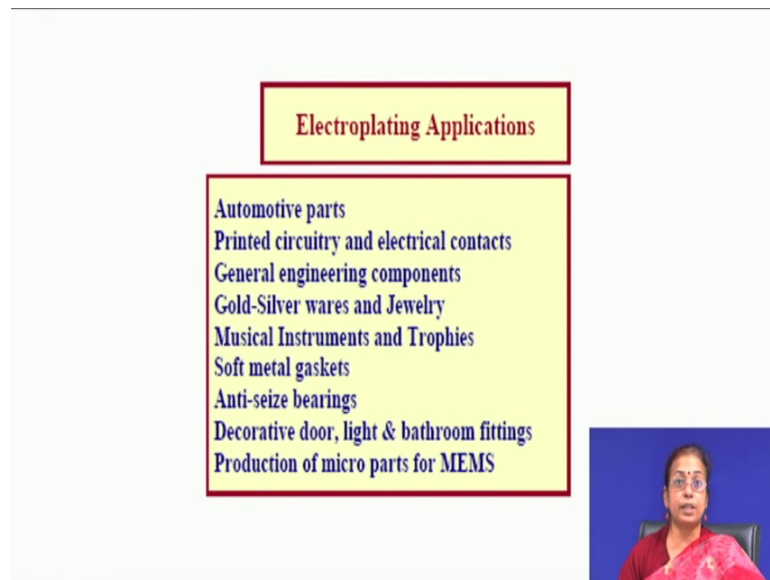 Electroplating Applications
Automotive parts
Printed circuitry and electrical contacts
General engineering components
Gold-Silver wares and Jewelry
Musical Instruments and Trophies
Soft metal gaskets
Anti-seize bearings
Decorative door, light & bathroom fittings
Production of micro parts for MEMS